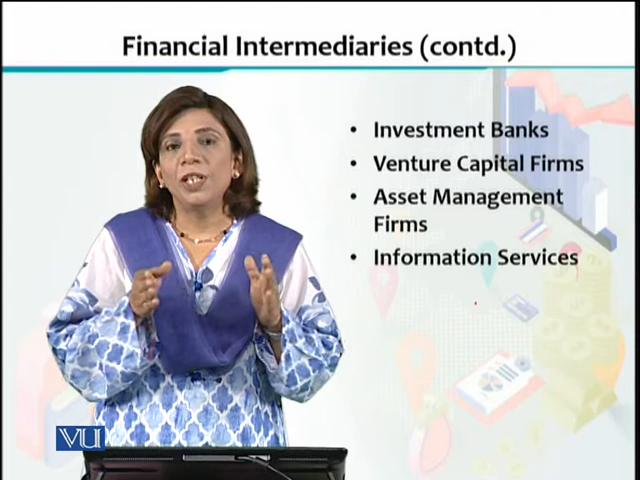 Financial Intermediaries (contd.)
• Investment Banks
• Venture Capital Firms
• Asset Management
Firms
• Information Services
VU